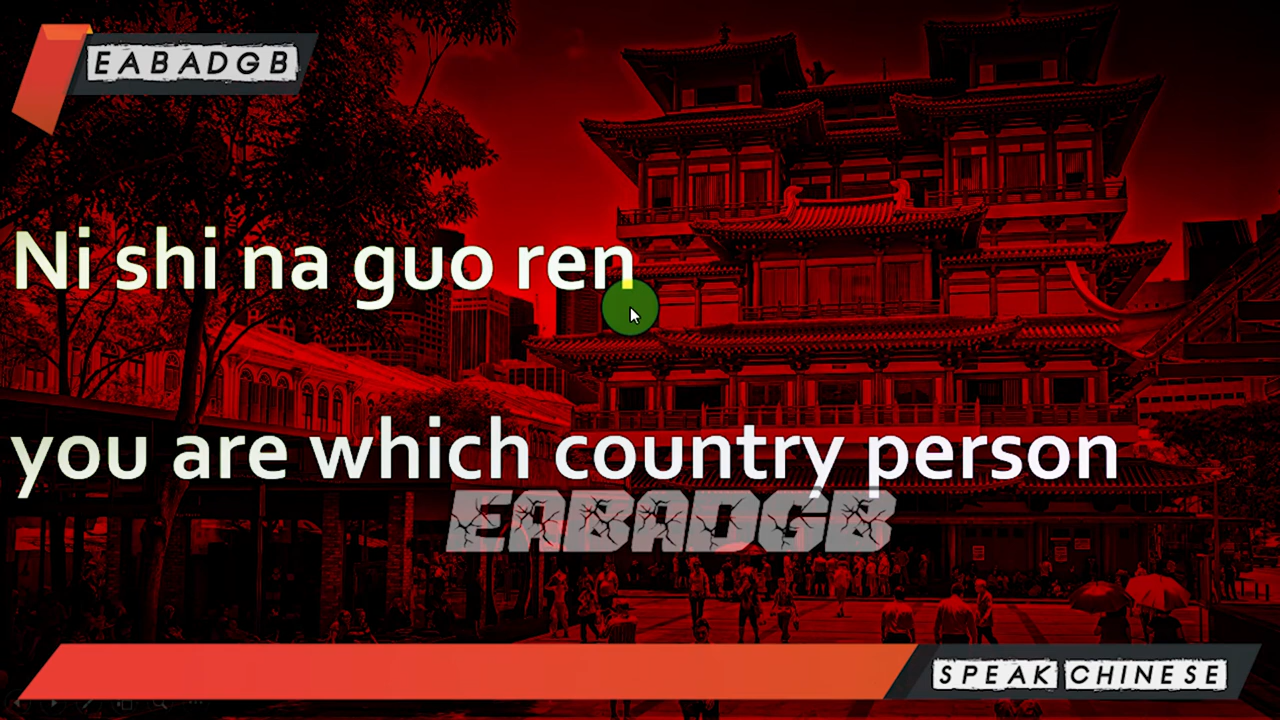 EABADGB
Ni shi na guo ren
you are which country person
EABADGB
SPEAK CHINESE